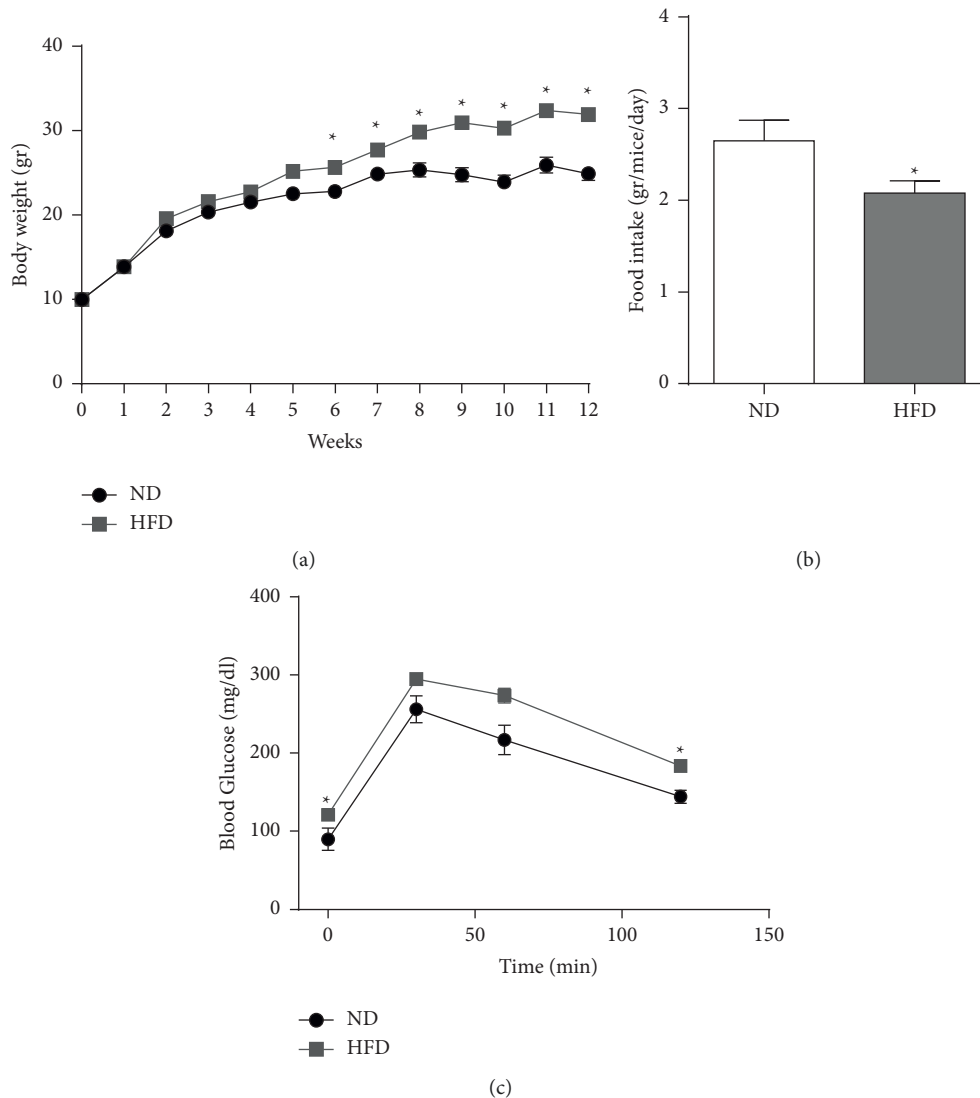 Body weight (gr)
40
30
20
10
0
* * * * * * *
0 1 2 3 4 5 6 7 8 9 10 11 12
Weeks
ND
HFD
(a)
Food intake (gr/mice/day)
4
3
2
1
0
*
ND HFD
(b)
Blood Glucose (mg/dl)
400
300
200
100
0
* *
0 50 100 150
Time (min)
ND
HFD
(c)